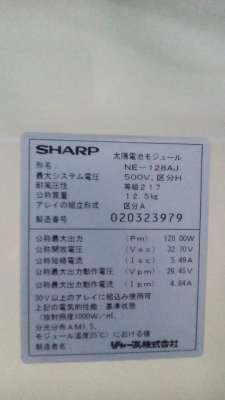 SHARP 太陽電池モジュール
形名 NE-128AJ
最大システム電圧 500V、区分H
耐風圧性 等級217
公称質量 12.5kg
アレイの組立形式 区分A
製造番号 020323979
公称最大出力 (Pm) 128.00W
公称開放電圧 (Voc) 32.70V
公称短絡電流 (Isc) 5.49A
公称最大出力動作電圧 (Vpm) 26.45V
公称最大出力動作電流 (Ipm) 4.84A
30V以上のアレイに組込み使用可
上記の電気的性能:基準状態
(放射照度1000W/㎡、
分光分布AM1.5、
モジュール温度25℃)における値
製造者名: シャープ株式会社